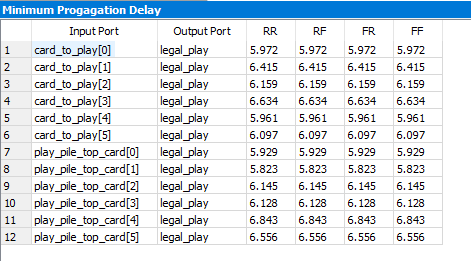 Minimum Progagation Delay
Input Port Output Port RR RF FR FF
1 card_to_play[0] legal_play 5.972 5.972 5.972 5.972
2 card_to_play[1] legal_play 6.415 6.415 6.415 6.415
3 card_to_play[2] legal_play 6.159 6.159 6.159 6.159
4 card_to_play[3] legal_play 6.634 6.634 6.634 6.634
5 card_to_play[4] legal_play 5.961 5.961 5.961 5.961
6 card_to_play[5] legal_play 6.097 6.097 6.097 6.097
7 play_pile_top_card[0] legal_play 5.929 5.929 5.929 5.929
8 play_pile_top_card[1] legal_play 5.823 5.823 5.823 5.823
9 play_pile_top_card[2] legal_play 6.145 6.145 6.145 6.145
10 play_pile_top_card[3] legal_play 6.128 6.128 6.128 6.128
11 play_pile_top_card[4] legal_play 6.843 6.843 6.843 6.843
12 play_pile_top_card[5] legal_play 6.556 6.556 6.556 6.556